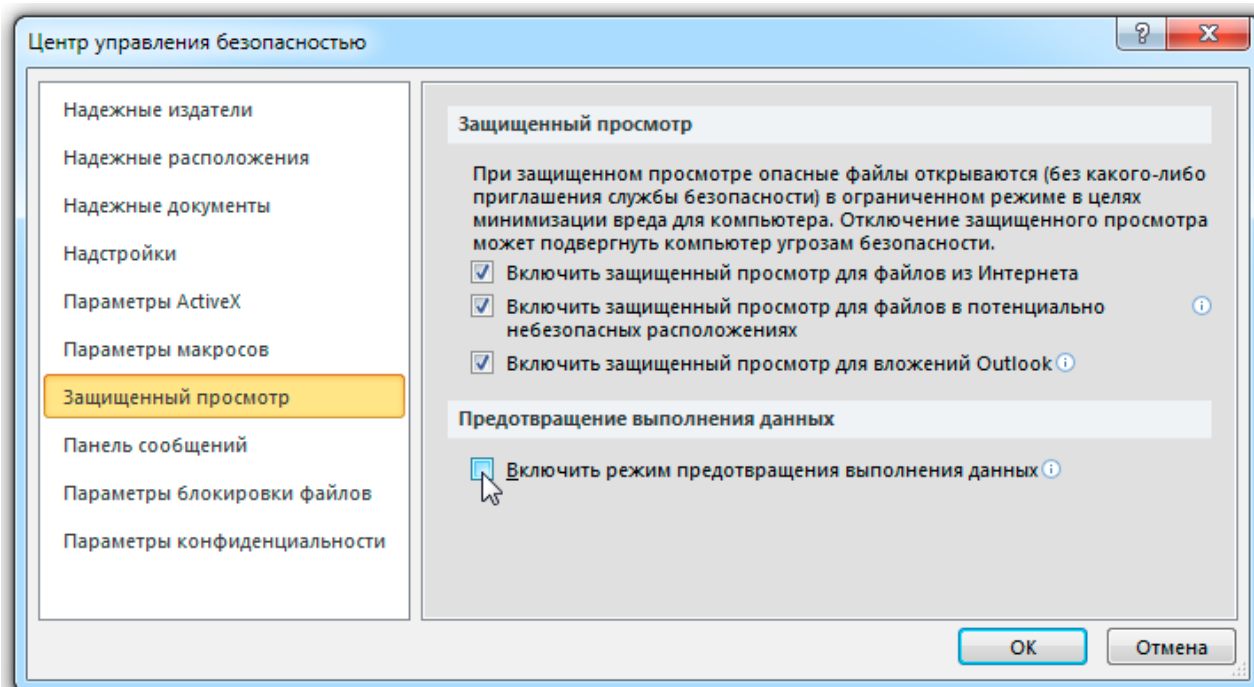 Центр управления безопасностью
Надежные издатели
Надежные расположения
Надежные документы
Надстройки
Параметры ActiveX
Параметры макросов
Защищенный просмотр
Панель сообщений
Параметры блокировки файлов
Параметры конфиденциальности
Защищенный просмотр
При защищенном просмотре опасные файлы открываются (без какого-либо
приглашения службы безопасности) в ограниченном режиме в целях
минимизации вреда для компьютера. Отключение защищенного просмотра
может подвергнуть компьютер угрозам безопасности.
Включить защищенный просмотр для файлов из Интернета
Включить защищенный просмотр для файлов в потенциально
небезопасных расположениях
Включить защищенный просмотр для вложений Outlook
Предотвращение выполнения данных
Включить режим предотвращения выполнения данных
ОК
Отмена